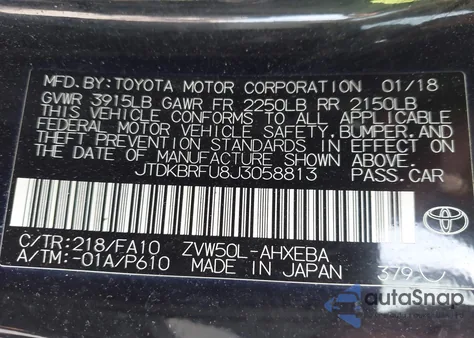 MFD.BY:TOYOTA MOTOR CORPORATION 01/18
GVWR 3915LB GAWR FR 2250LB RR 2150LB
THIS VEHICLE CONFORMS TO ALL APPLICABLE
FEDERAL MOTOR VEHICLE SAFETY,BUMPER,AND
THEFT PREVENTION STANDARDS IN EFFECT ON
THE DATE OF MANUFACTURE SHOWN ABOVE.
JTDKBRFU8J3058813 PASS.CAR
C/TR:218/FA10 ZVW50L-AHXEBA
A/TM:-01A/P610 MADE IN JAPAN 379
TOYOTA
autoSnap